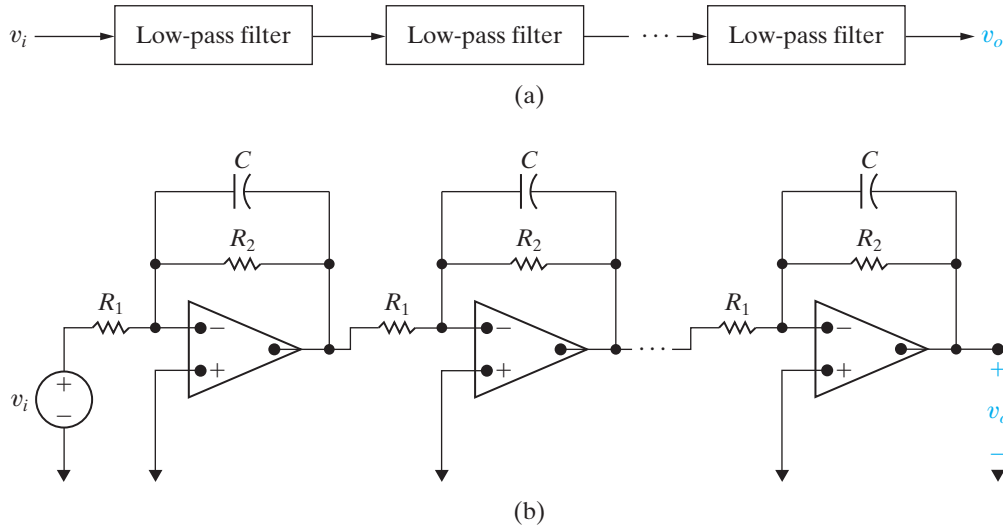 v_i Low-pass filter Low-pass filter ··· Low-pass filter v_o
(a)
C C C
R_2 R_2 R_2
R_1 R_1 R_1
− − −
+ + ··· + +
+
v_i v_o
− −
(b)